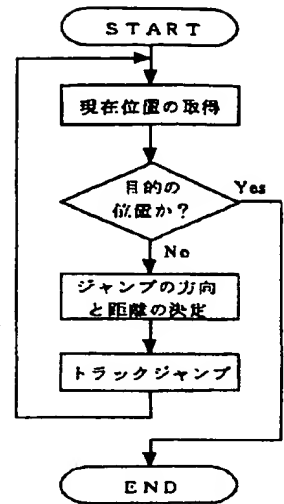 START
現在位置の取得
目的の
位置か？
Yes
No
ジャンプの方向
と距離の決定
トラックジャンプ
END